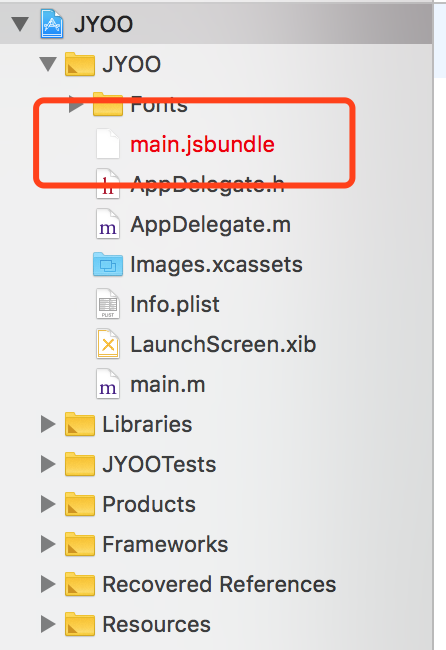 JYOO
JYOO
Fonts
main.jsbundle
h AppDelegate.h
m AppDelegate.m
Images.xcassets
PLIST Info.plist
LaunchScreen.xib
m main.m
Libraries
JYOOTests
Products
Frameworks
Recovered References
Resources